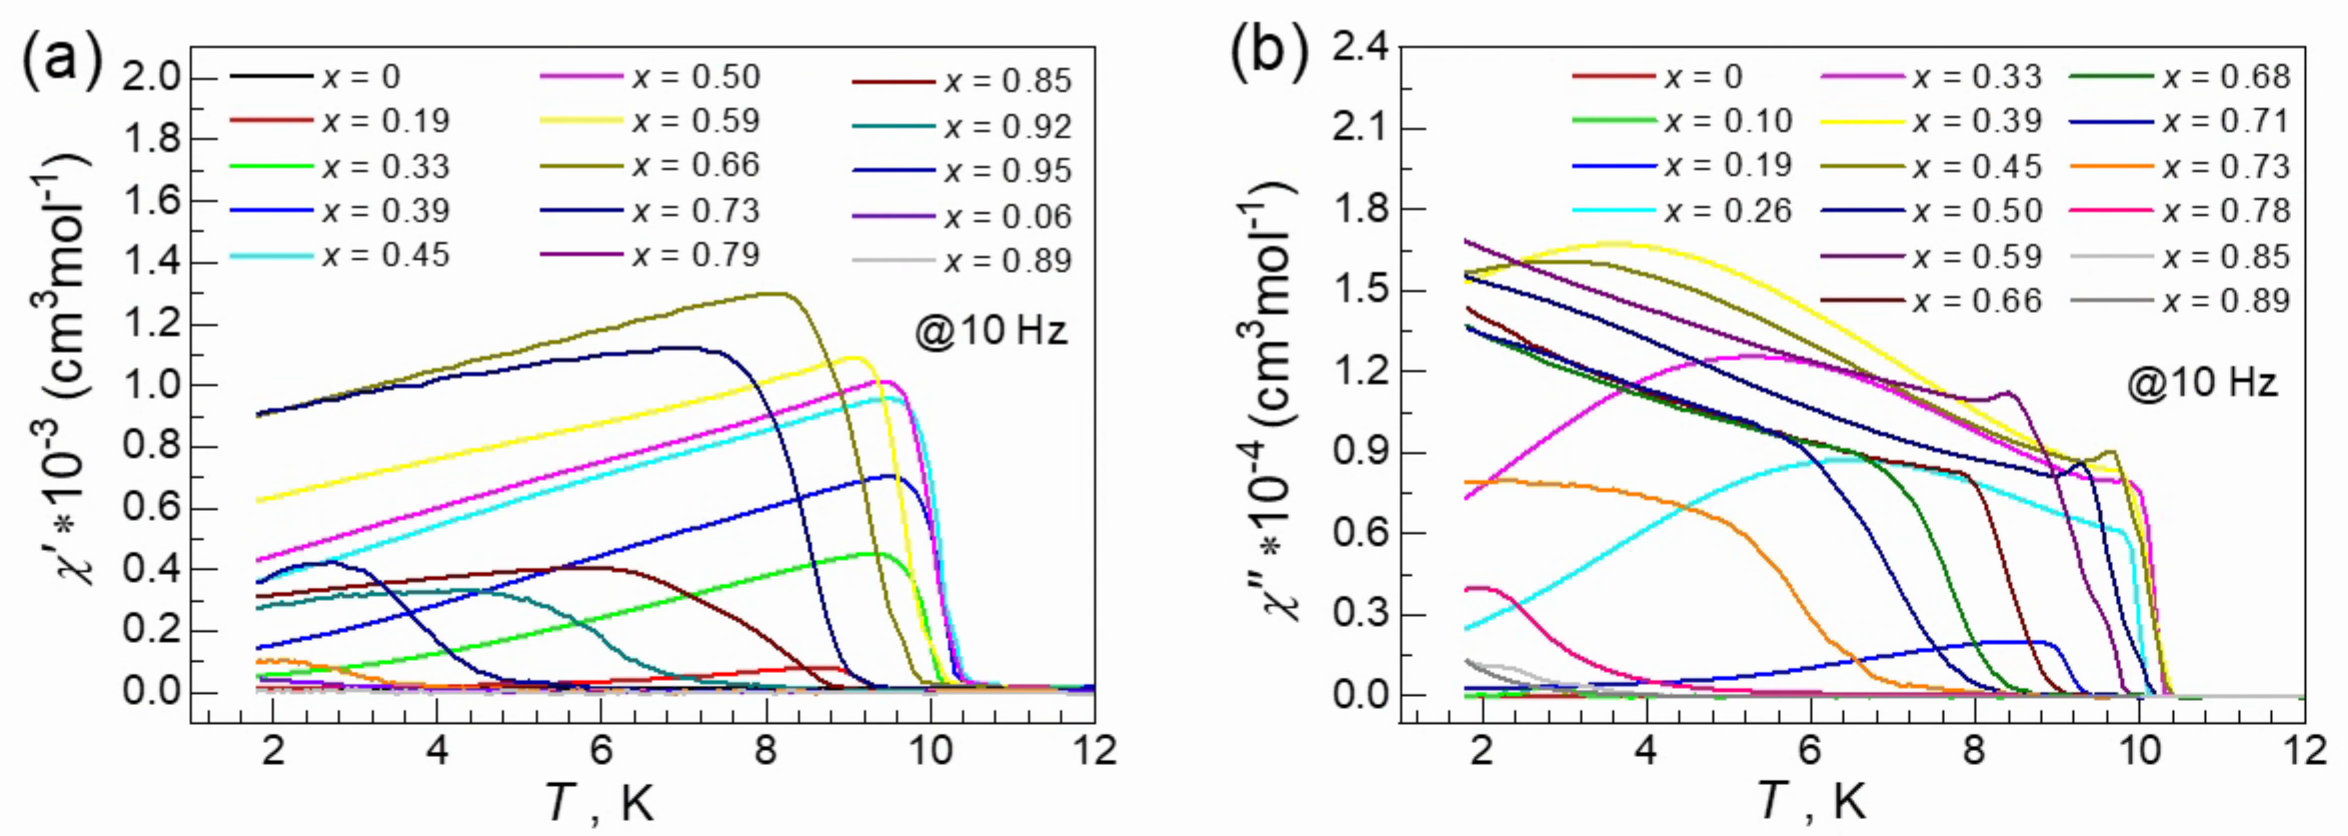 (a)
χ′*10⁻³ (cm³mol⁻¹)
2.0
1.8
1.6
1.4
1.2
1.0
0.8
0.6
0.4
0.2
0.0
x = 0
x = 0.19
x = 0.33
x = 0.39
x = 0.45
x = 0.50
x = 0.59
x = 0.66
x = 0.73
x = 0.79
x = 0.85
x = 0.92
x = 0.95
x = 0.06
x = 0.89
@10 Hz
2 4 6 8 10 12
T , K
(b)
χ″*10⁻⁴ (cm³mol⁻¹)
2.4
2.1
1.8
1.5
1.2
0.9
0.6
0.3
0.0
x = 0
x = 0.10
x = 0.19
x = 0.26
x = 0.33
x = 0.39
x = 0.45
x = 0.50
x = 0.59
x = 0.66
x = 0.68
x = 0.71
x = 0.73
x = 0.78
x = 0.85
x = 0.89
@10 Hz
2 4 6 8 10 12
T , K